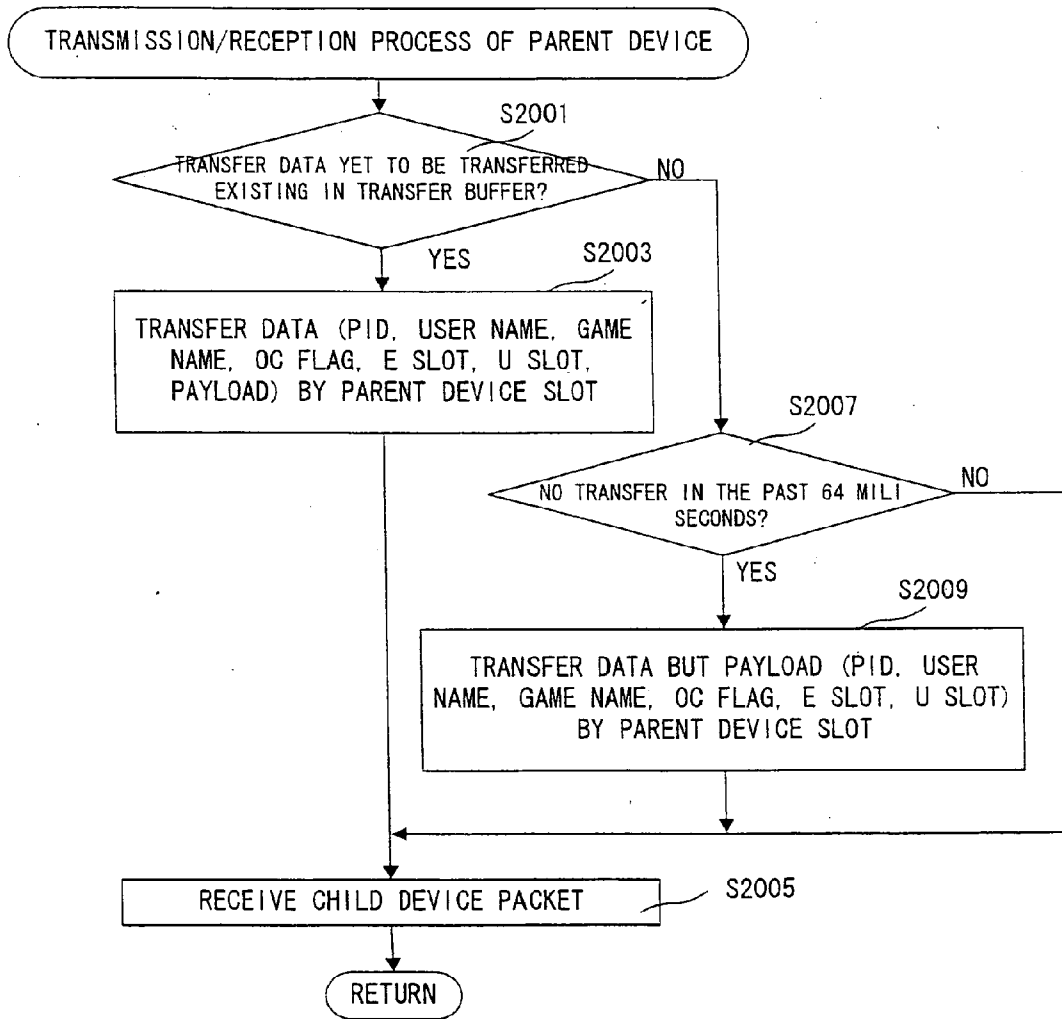 TRANSMISSION/RECEPTION PROCESS OF PARENT DEVICE
S2001
TRANSFER DATA YET TO BE TRANSFERRED
EXISTING IN TRANSFER BUFFER?
NO
YES
S2003
TRANSFER DATA (PID, USER NAME, GAME
NAME, OC FLAG, E SLOT, U SLOT,
PAYLOAD) BY PARENT DEVICE SLOT
S2007
NO TRANSFER IN THE PAST 64 MILI
SECONDS?
NO
YES
S2009
TRANSFER DATA BUT PAYLOAD (PID, USER
NAME, GAME NAME, OC FLAG, E SLOT, U SLOT)
BY PARENT DEVICE SLOT
RECEIVE CHILD DEVICE PACKET
S2005
RETURN